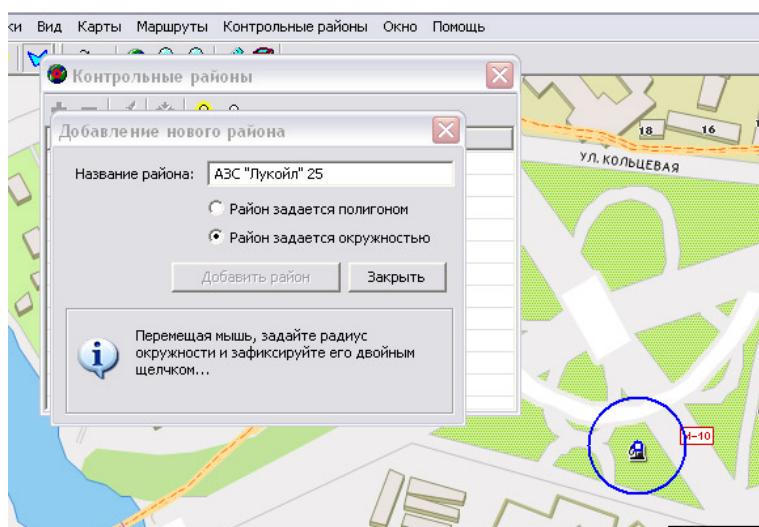 ки Вид Карты Маршруты Контрольные районы Окно Помощь
Контрольные районы
Добавление нового района
Название района: АЗС "Лукойл" 25
Район задается полигоном
Район задается окружностью
Добавить район Закрыть
Перемещая мышь, задайте радиус
окружности и зафиксируйте его двойным
щелчком...
18 16
УЛ. КОЛЬЦЕВАЯ
М-10